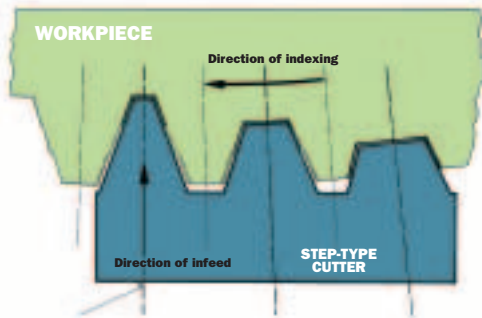 WORKPIECE
Direction of indexing
Direction of infeed
STEP-TYPE
CUTTER